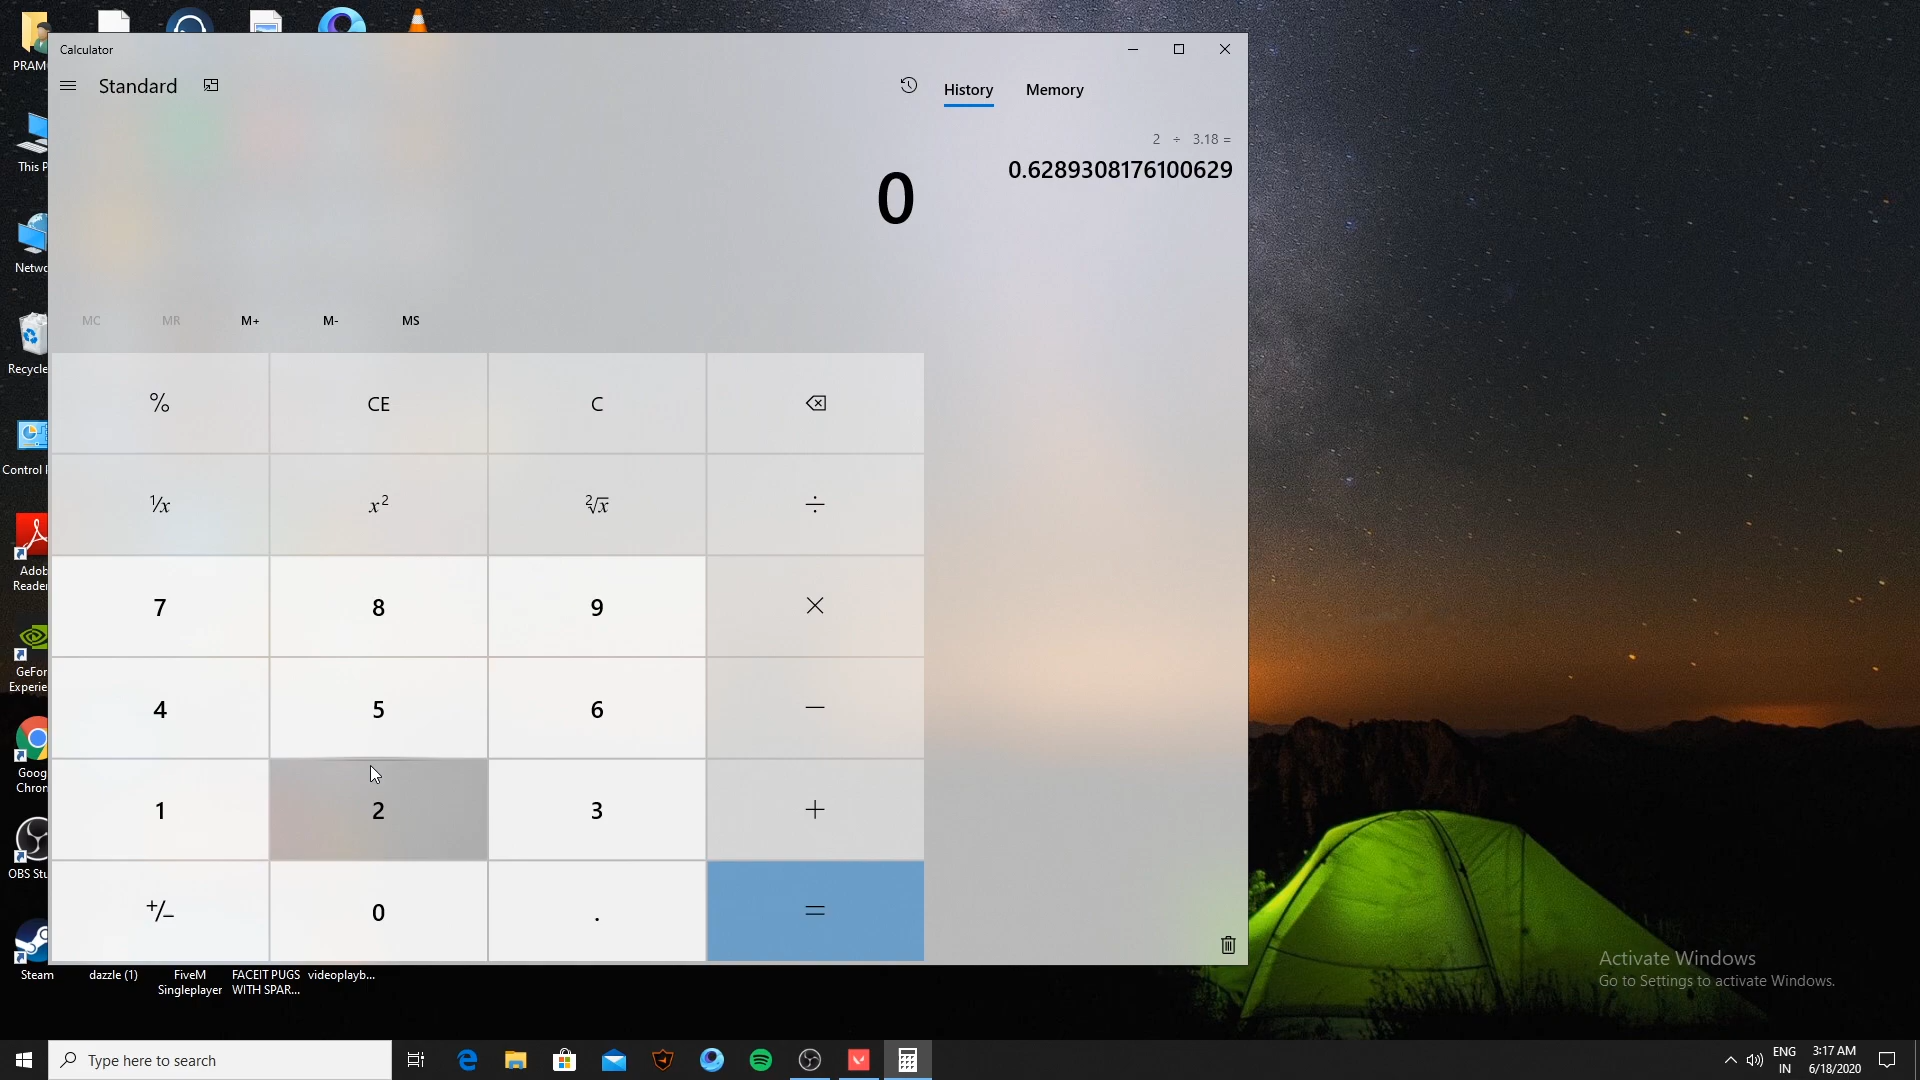 PRAM
This P
Netwo
Recycle
Control
Adob
Reader
GeFor
Experie
Goog
Chron
OBS Stu
Steam
dazzle (1)
FiveM
Singleplayer
FACEIT PUGS
WITH SPAR...
videoplayb...
Calculator
Standard
History
Memory
2 ÷ 3.18 =
0.6289308176100629
0
MC MR M+ M- MS
% CE C
1/x x2 2√x ÷
7 8 9 ×
4 5 6 −
1 2 3 +
+/− 0 . =
Activate Windows
Go to Settings to activate Windows.
Type here to search
ENG
IN
3:17 AM
6/18/2020